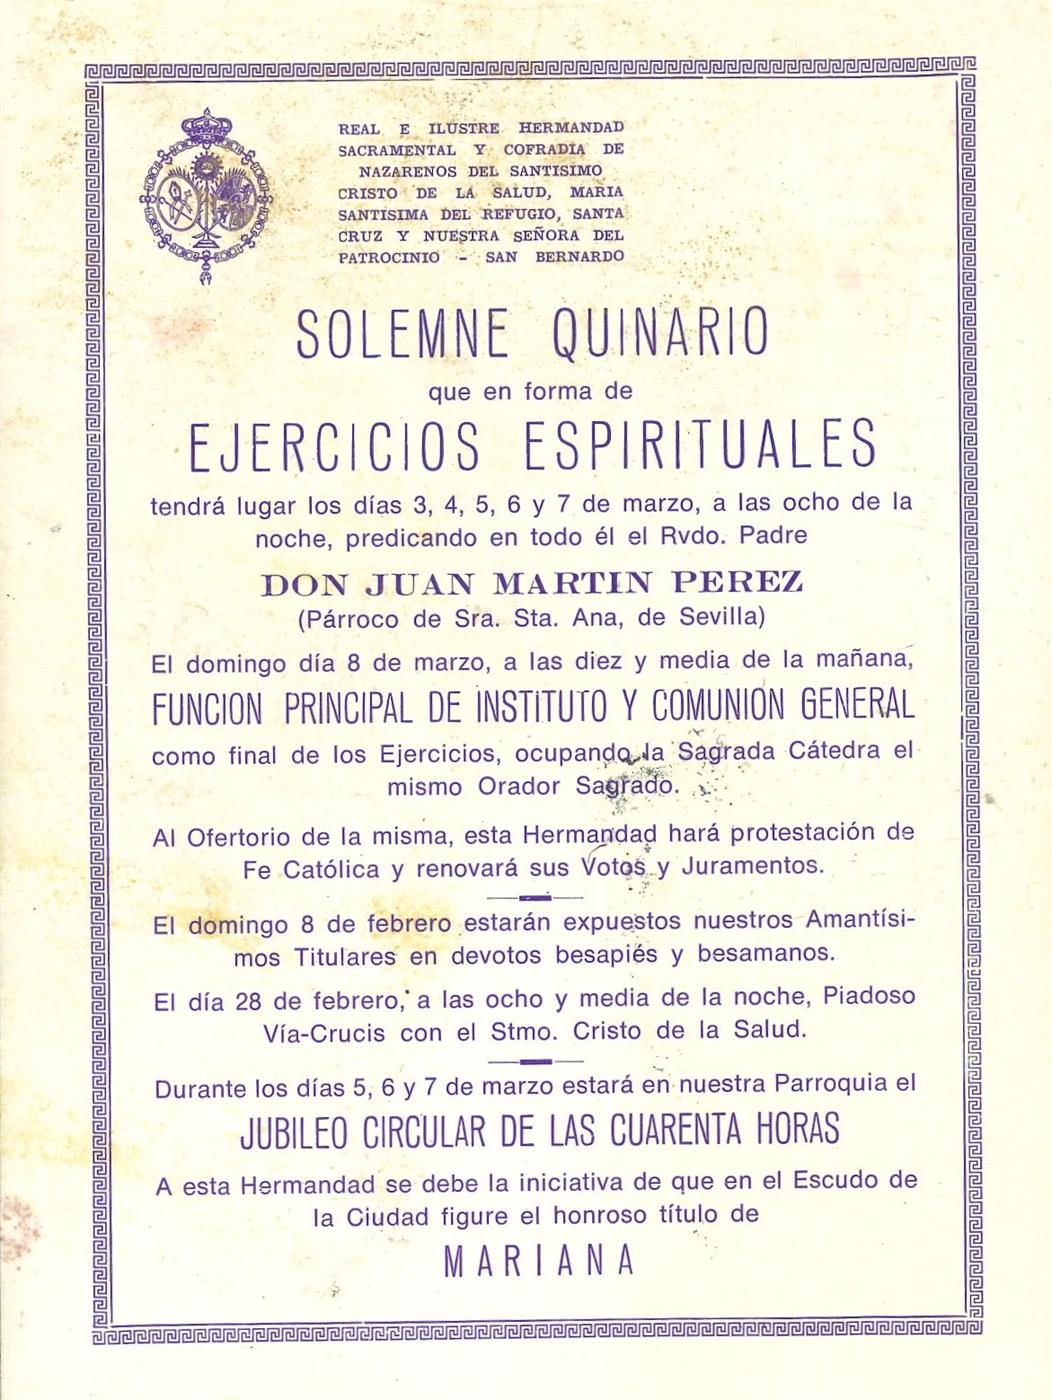 REAL E ILUSTRE HERMANDAD
SACRAMENTAL Y COFRADIA DE
NAZARENOS DEL SANTISIMO
CRISTO DE LA SALUD, MARIA
SANTISIMA DEL REFUGIO, SANTA
CRUZ Y NUESTRA SEÑORA DEL
PATROCINIO - SAN BERNARDO
SOLEMNE QUINARIO
que en forma de
EJERCICIOS ESPIRITUALES
tendrá lugar los días 3, 4, 5, 6 y 7 de marzo, a las ocho de la
noche, predicando en todo él el Rvdo. Padre
DON JUAN MARTIN PEREZ
(Párroco de Sra. Sta. Ana, de Sevilla)
El domingo día 8 de marzo, a las diez y media de la mañana,
FUNCION PRINCIPAL DE INSTITUTO Y COMUNION GENERAL
como final de los Ejercicios, ocupando la Sagrada Cátedra el
mismo Orador Sagrado.
Al Ofertorio de la misma, esta Hermandad hará protestación de
Fe Católica y renovará sus Votos y Juramentos.
El domingo 8 de febrero estarán expuestos nuestros Amantísi-
mos Titulares en devotos besapiés y besamanos.
El día 28 de febrero, a las ocho y media de la noche, Piadoso
Vía-Crucis con el Stmo. Cristo de la Salud.
Durante los días 5, 6 y 7 de marzo estará en nuestra Parroquia el
JUBILEO CIRCULAR DE LAS CUARENTA HORAS
A esta Hermandad se debe la iniciativa de que en el Escudo de
la Ciudad figure el honroso título de
MARIANA